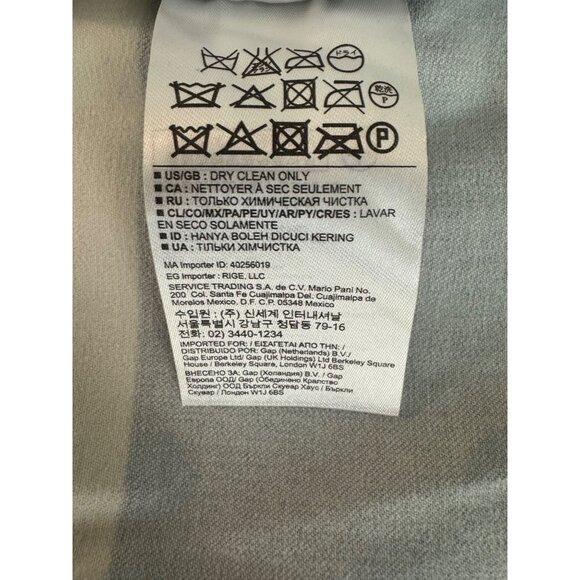 ドライ
乾洗
P
P
US/GB : DRY CLEAN ONLY
CA : NETTOYER À SEC SEULEMENT
RU : ТОЛЬКО ХИМИЧЕСКАЯ ЧИСТКА
CL/CO/MX/PA/PE/UY/AR/PY/CR/ES : LAVAR
EN SECO SOLAMENTE
ID : HANYA BOLEH DICUCI KERING
UA : ТІЛЬКИ ХІМЧИСТКА
MA Importer ID: 40256019
EG Importer : RIGE, LLC
SERVICE TRADING S.A. de C.V. Mario Pani No.
200 Col. Santa Fe Cuajimalpa Del. Cuajimalpa de
Morelos Mexico, D.F. C.P. 05348 Mexico
수입원 : (주) 신세계 인터내셔날
서울특별시 강남구 청담동 79-16
전화: 02) 3440-1234
IMPORTED FOR: / ΕΙΣΑΓΕΤΑΙ ΑΠΟ ΤΗΝ: /
DISTRIBUIDO POR: Gap (Netherlands) B.V./
Gap Europe Ltd/ Gap (UK Holdings) Ltd Berkeley Square
House / Berkeley Square / London W1J 6BS
ВНЕСЕНО ЗА: Gap (Холандия) B.V. / Gap
Европа ООД/ Gap (Обединено Кралство
Холдинг) ООД Бъркли Скуеар Хаус / Бъркли
Скувар / Лондон W1J 6BS